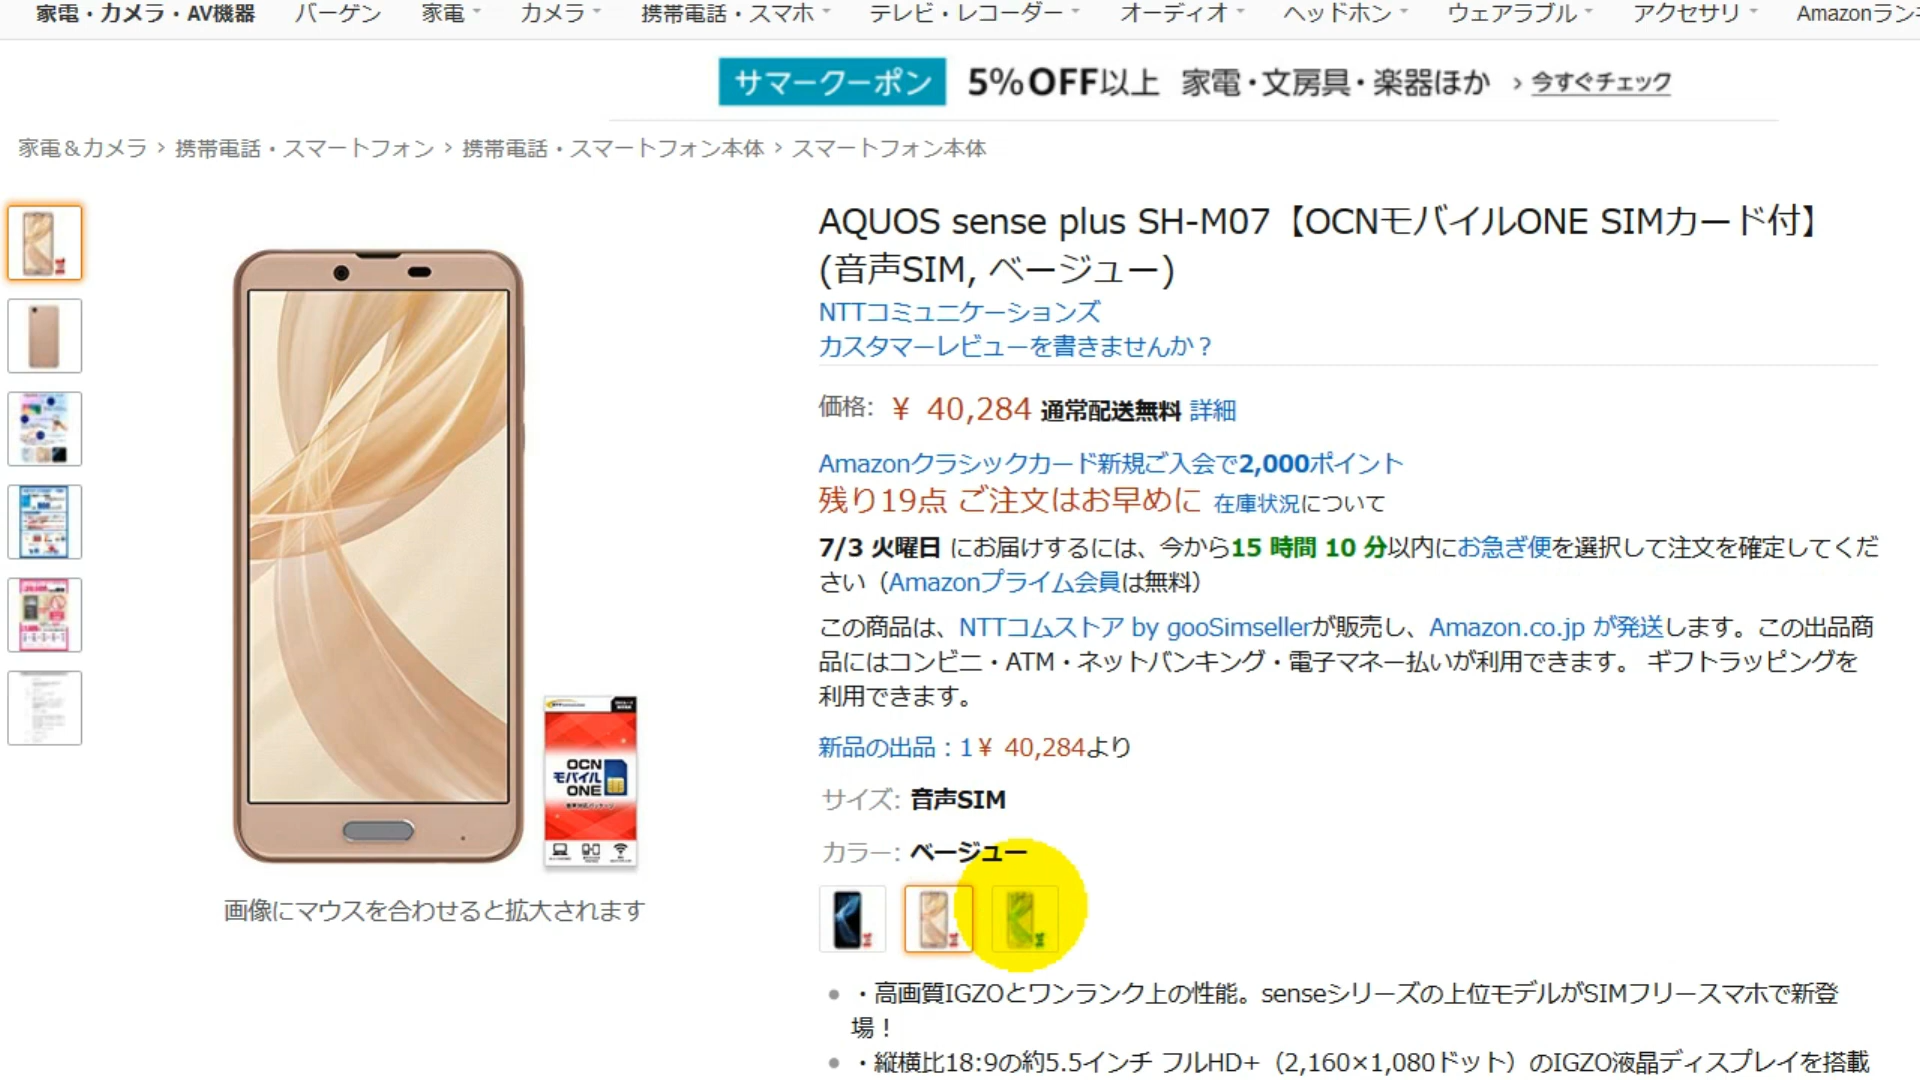 家電・カメラ・AV機器 バーゲン 家電 カメラ 携帯電話・スマホ テレビ・レコーダー オーディオ ヘッドホン ウェアラブル アクセサリ Amazonラン
サマークーポン 5%OFF以上 家電・文房具・楽器ほか › 今すぐチェック
家電＆カメラ › 携帯電話・スマートフォン › 携帯電話・スマートフォン本体 › スマートフォン本体
AQUOS sense plus SH-M07【OCNモバイルONE SIMカード付】
(音声SIM, ベージュー)
NTTコミュニケーションズ
カスタマーレビューを書きませんか？
価格: ￥ 40,284 通常配送無料 詳細
Amazonクラシックカード新規ご入会で2,000ポイント
残り19点 ご注文はお早めに 在庫状況について
7/3 火曜日 にお届けするには、今から15 時間 10 分以内にお急ぎ便を選択して注文を確定してくだ
さい（Amazonプライム会員は無料）
この商品は、NTTコムストア by gooSimsellerが販売し、Amazon.co.jp が発送します。この出品商
品にはコンビニ・ATM・ネットバンキング・電子マネー払いが利用できます。 ギフトラッピングを
利用できます。
新品の出品：1￥ 40,284より
サイズ: 音声SIM
カラー: ベージュー
OCN
モバイル
ONE
画像にマウスを合わせると拡大されます
・高画質IGZOとワンランク上の性能。senseシリーズの上位モデルがSIMフリースマホで新登
場！
・縦横比18:9の約5.5インチ フルHD+（2,160×1,080ドット）のIGZO液晶ディスプレイを搭載